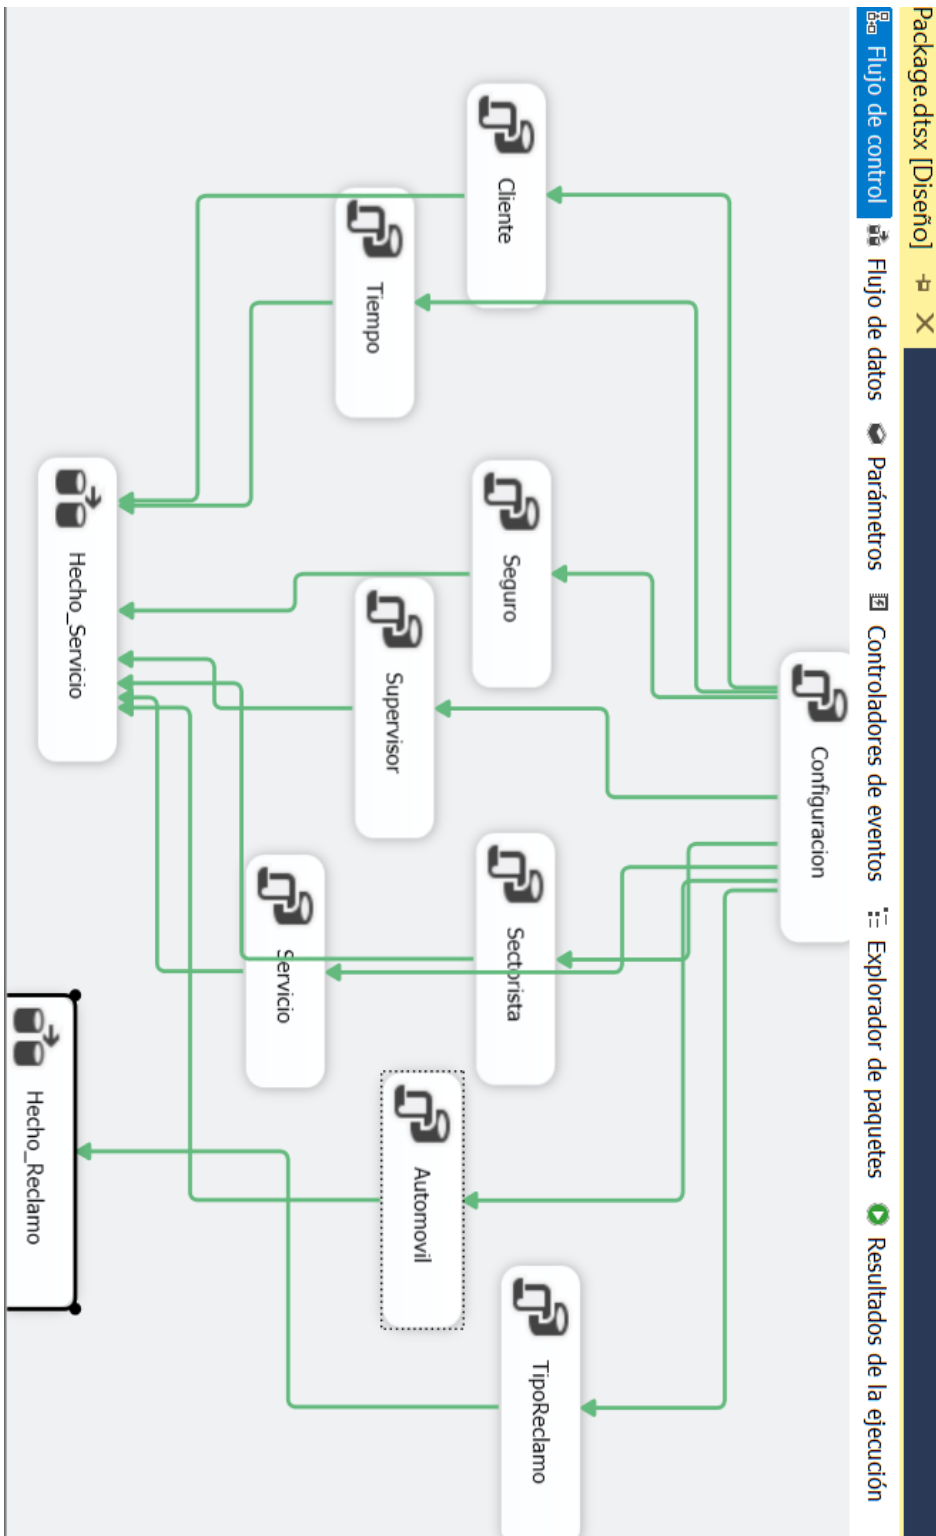 Package.dtsx [Diseño]
Flujo de control
Flujo de datos
Parámetros
Controladores de eventos
Explorador de paquetes
Resultados de la ejecución
Configuracion
Cliente
Seguro
Sectorista
TipoReclamo
Tiempo
Supervisor
Automovil
Servicio
Hecho_Servicio
Hecho_Reclamo